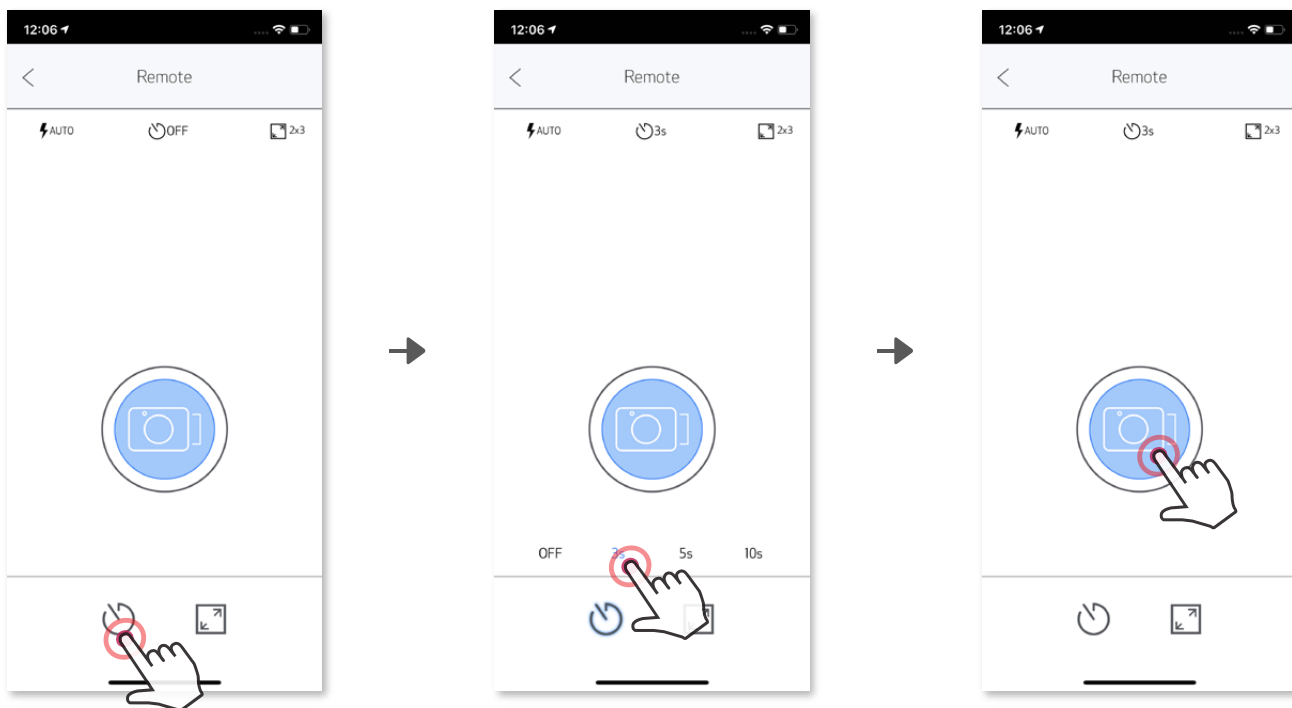 12:06
Remote
AUTO
OFF
2x3
12:06
Remote
AUTO
3s
2x3
OFF
3s
5s
10s
12:06
Remote
AUTO
3s
2x3